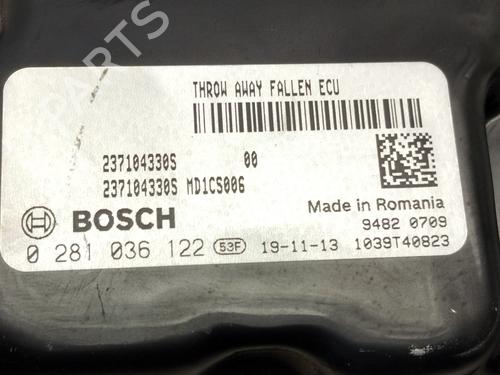 THROW AWAY FALLEN ECU
237104330S 00
237104330S MD1CS006
BOSCH
Made in Romania
9482 0709
0 281 036 122 53F 19-11-13 1039T40823
PARTS